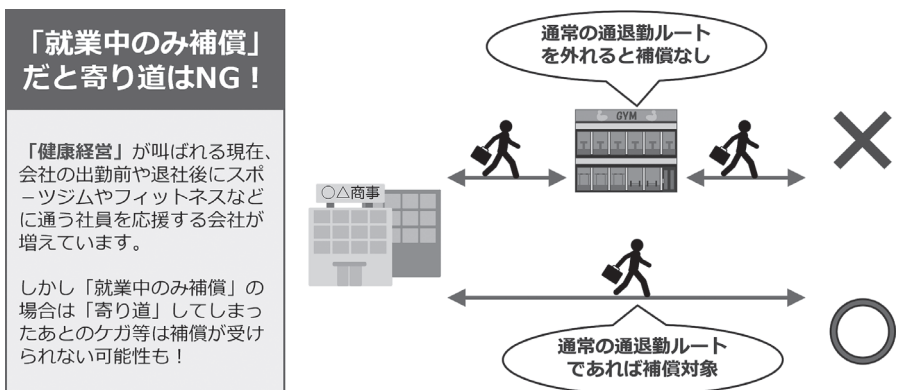 「就業中のみ補償」
だと寄り道はNG！
「健康経営」が叫ばれる現在、
会社の出勤前や退社後にスポ
ーツジムやフィットネスなど
に通う社員を応援する会社が
増えています。
しかし「就業中のみ補償」の
場合は「寄り道」してしまっ
たあとのケガ等は補償が受け
られない可能性も！
通常の通退勤ルート
を外れると補償なし
GYM
○△商事
通常の通退勤ルート
であれば補償対象